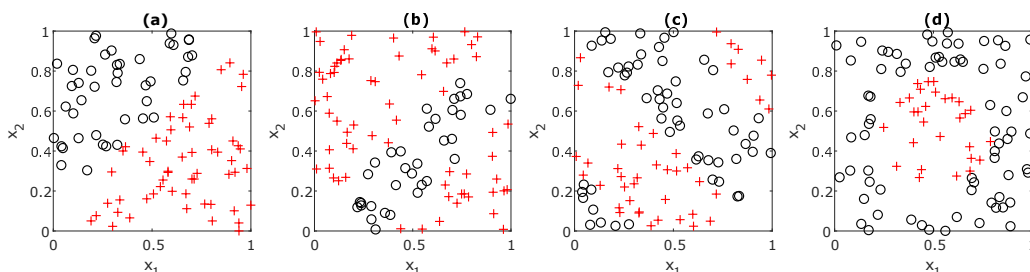 (a) (b) (c) (d)
1 1 1 1
0.8 0.8 0.8 0.8
0.6 0.6 0.6 0.6
x2 x2 x2 x2
0.4 0.4 0.4 0.4
0.2 0.2 0.2 0.2
0 0 0 0
0 0.5 1 0 0.5 1 0 0.5 1 0 0.5 1
x1 x1 x1 x1